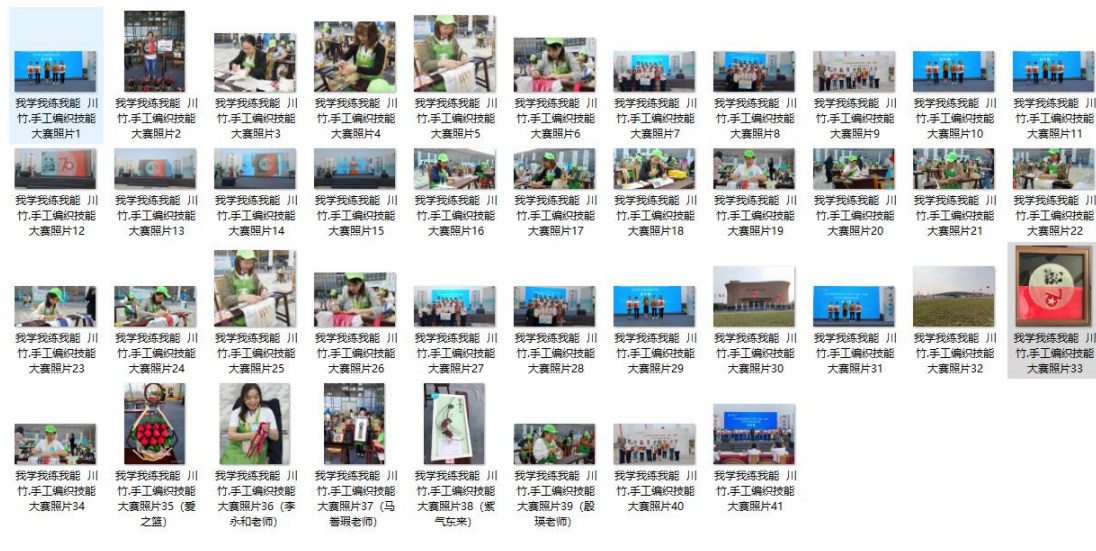 我学我练我能  川
竹.手工编织技能
大赛照片1
我学我练我能  川
竹.手工编织技能
大赛照片2
我学我练我能  川
竹.手工编织技能
大赛照片3
我学我练我能  川
竹.手工编织技能
大赛照片4
我学我练我能  川
竹.手工编织技能
大赛照片5
我学我练我能  川
竹.手工编织技能
大赛照片6
我学我练我能  川
竹.手工编织技能
大赛照片7
我学我练我能  川
竹.手工编织技能
大赛照片8
我学我练我能  川
竹.手工编织技能
大赛照片9
我学我练我能  川
竹.手工编织技能
大赛照片10
我学我练我能  川
竹.手工编织技能
大赛照片11
我学我练我能  川
竹.手工编织技能
大赛照片12
我学我练我能  川
竹.手工编织技能
大赛照片13
我学我练我能  川
竹.手工编织技能
大赛照片14
我学我练我能  川
竹.手工编织技能
大赛照片15
我学我练我能  川
竹.手工编织技能
大赛照片16
我学我练我能  川
竹.手工编织技能
大赛照片17
我学我练我能  川
竹.手工编织技能
大赛照片18
我学我练我能  川
竹.手工编织技能
大赛照片19
我学我练我能  川
竹.手工编织技能
大赛照片20
我学我练我能  川
竹.手工编织技能
大赛照片21
我学我练我能  川
竹.手工编织技能
大赛照片22
我学我练我能  川
竹.手工编织技能
大赛照片23
我学我练我能  川
竹.手工编织技能
大赛照片24
我学我练我能  川
竹.手工编织技能
大赛照片25
我学我练我能  川
竹.手工编织技能
大赛照片26
我学我练我能  川
竹.手工编织技能
大赛照片27
我学我练我能  川
竹.手工编织技能
大赛照片28
我学我练我能  川
竹.手工编织技能
大赛照片29
我学我练我能  川
竹.手工编织技能
大赛照片30
我学我练我能  川
竹.手工编织技能
大赛照片31
我学我练我能  川
竹.手工编织技能
大赛照片32
我学我练我能  川
竹.手工编织技能
大赛照片33
我学我练我能  川
竹.手工编织技能
大赛照片34
我学我练我能  川
竹.手工编织技能
大赛照片35（爱
之篮）
我学我练我能  川
竹.手工编织技能
大赛照片36（李
永和老师）
我学我练我能  川
竹.手工编织技能
大赛照片37（马
瑕老师）
我学我练我能  川
竹.手工编织技能
大赛照片38（紫
气东来）
我学我练我能  川
竹.手工编织技能
大赛照片39（殷
瑛老师）
我学我练我能  川
竹.手工编织技能
大赛照片40
我学我练我能  川
竹.手工编织技能
大赛照片41